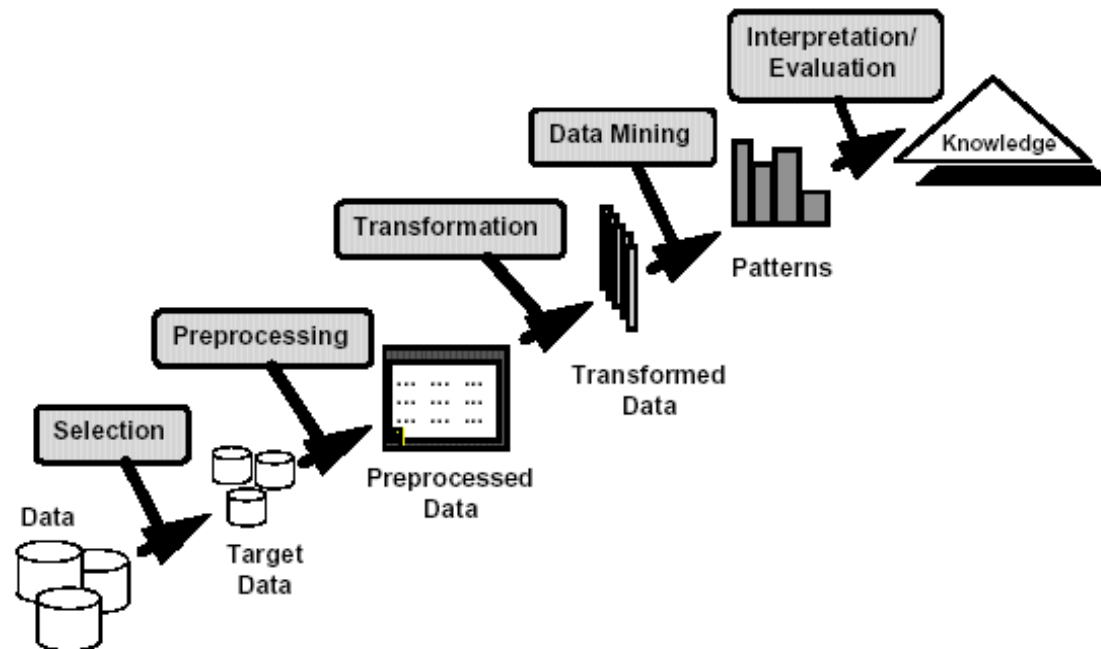 Interpretation/
Evaluation
Data Mining
Knowledge
Transformation
Patterns
Preprocessing
Transformed
Data
Selection
Preprocessed
Data
Data
Target
Data